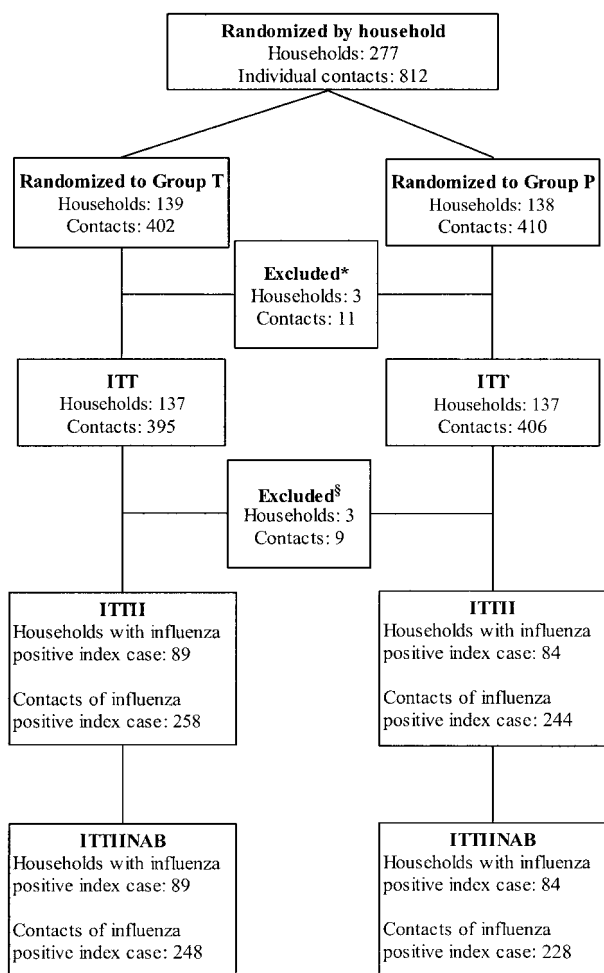 Randomized by household
Households: 277
Individual contacts: 812
Randomized to Group T
Households: 139
Contacts: 402
Randomized to Group P
Households: 138
Contacts: 410
Excluded*
Households: 3
Contacts: 11
ITT
Households: 137
Contacts: 395
ITT
Households: 137
Contacts: 406
Excluded§
Households: 3
Contacts: 9
ITTII
Households with influenza
positive index case: 89
Contacts of influenza
positive index case: 258
ITTII
Households with influenza
positive index case: 84
Contacts of influenza
positive index case: 244
ITTIINAB
Households with influenza
positive index case: 89
Contacts of influenza
positive index case: 248
ITTIINAB
Households with influenza
positive index case: 84
Contacts of influenza
positive index case: 228